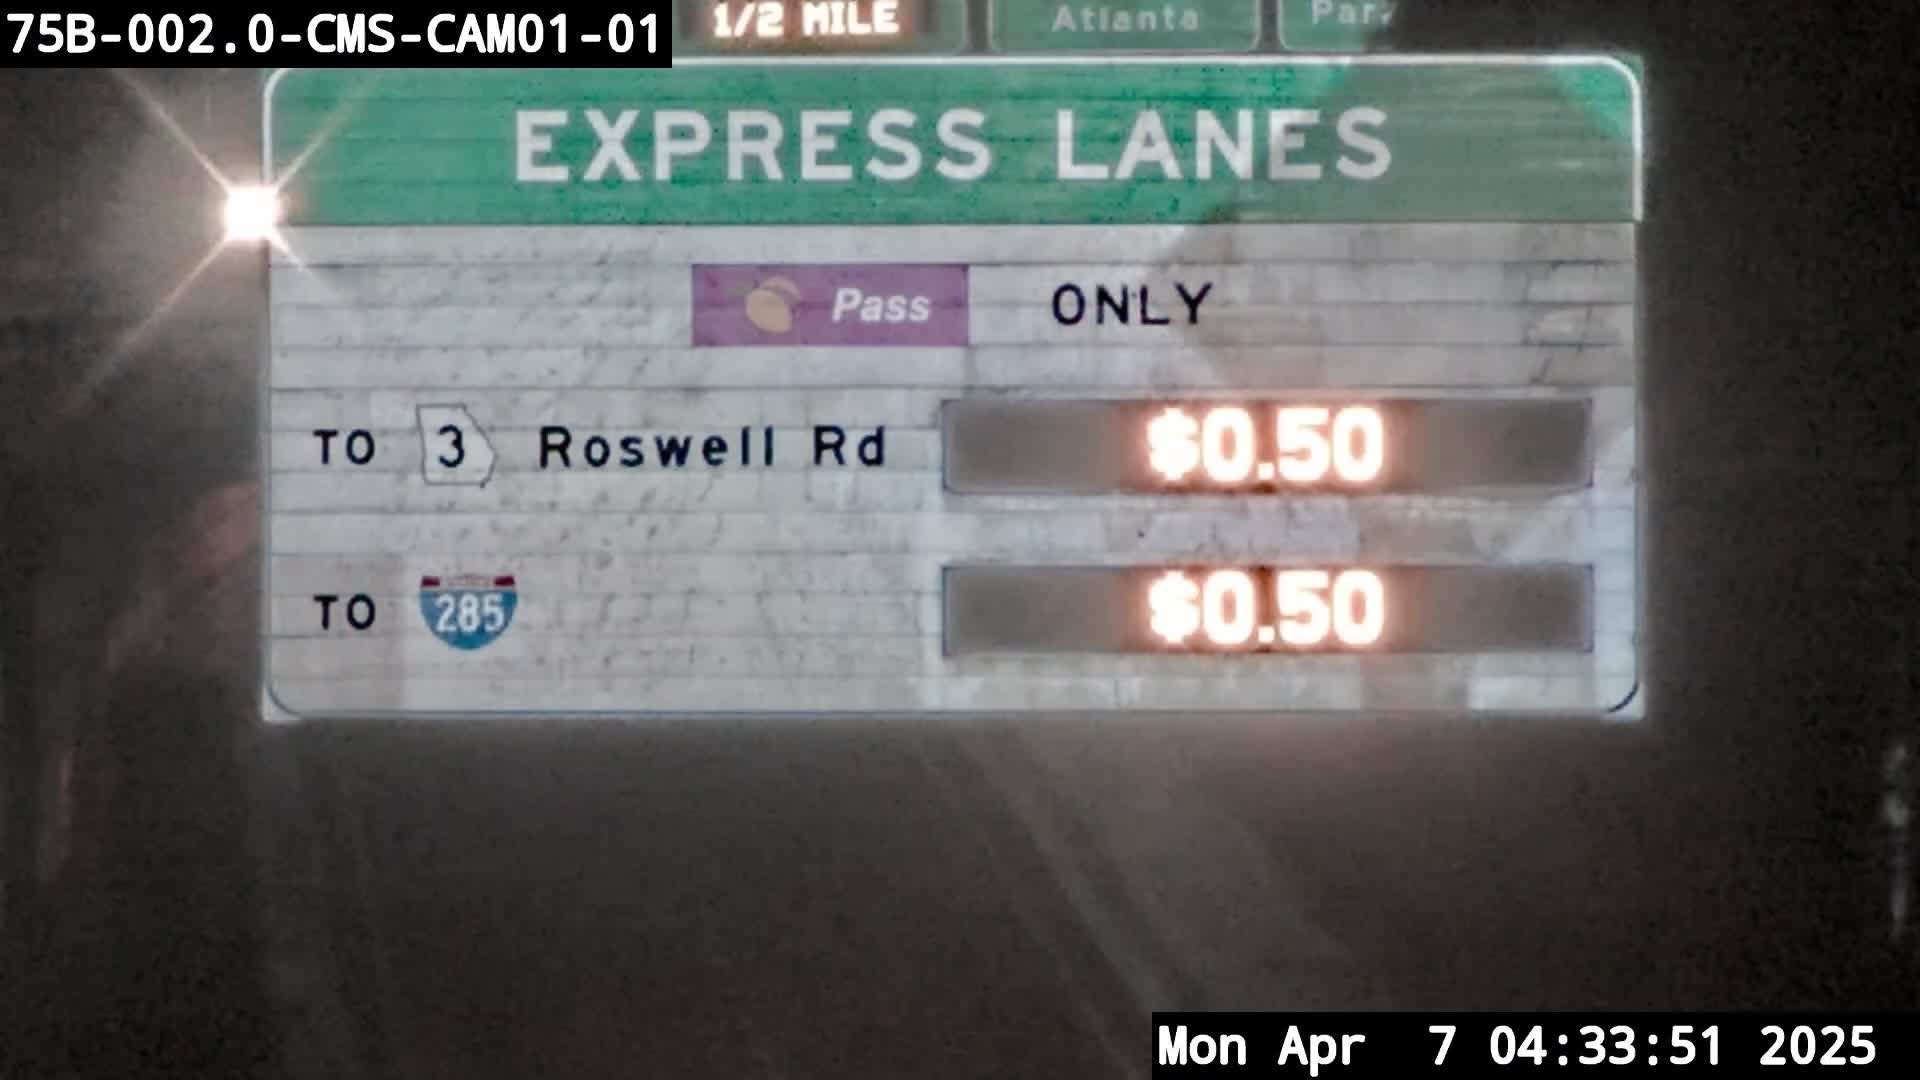 75B-002.0-CMS-CAM01-01
1/2 MILE
Atlanta
EXPRESS LANES
Pass ONLY
TO 3 Roswell Rd $0.50
TO 285 $0.50
Mon Apr 7 04:33:51 2025